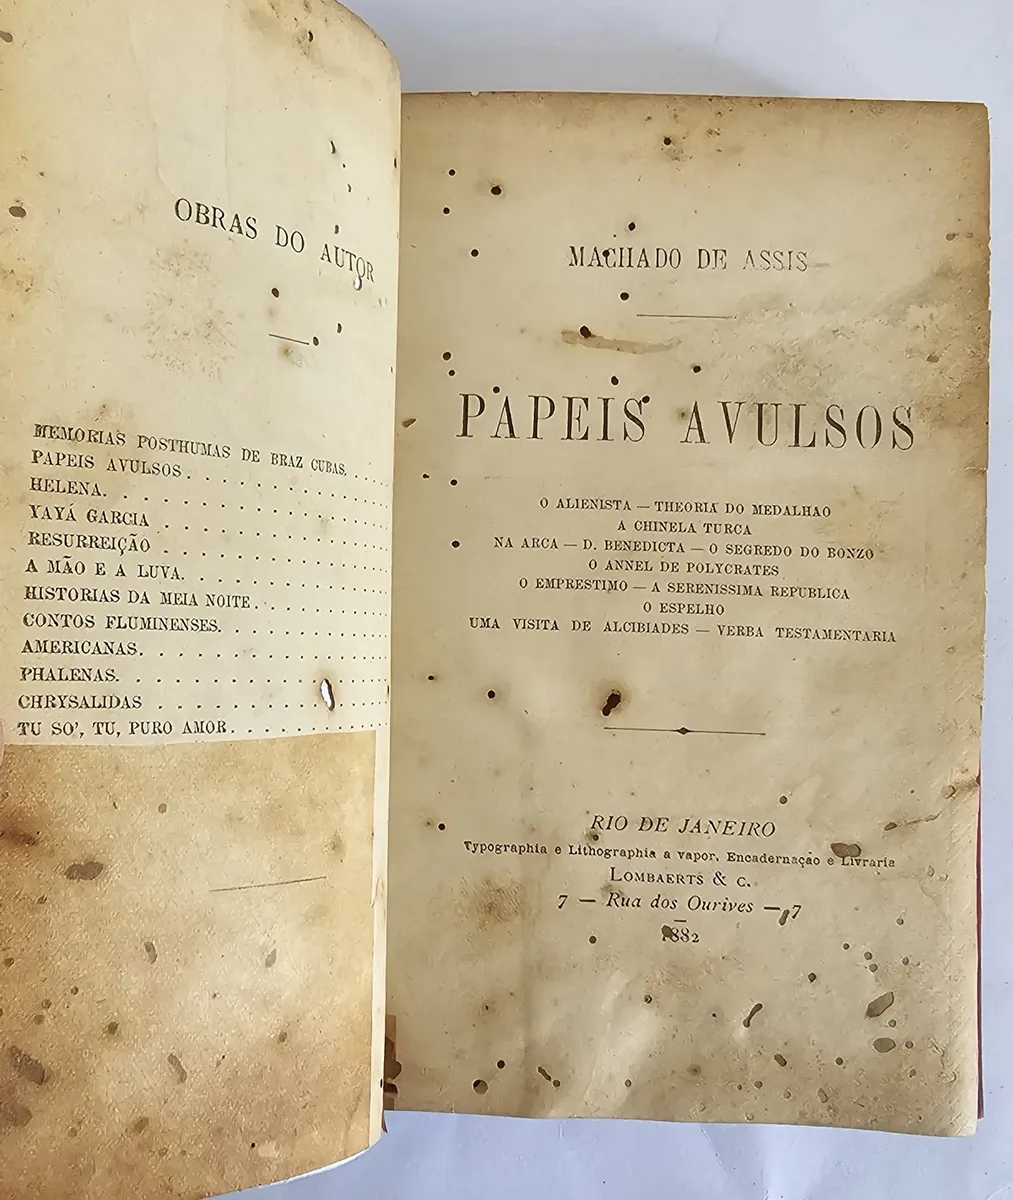 OBRAS DO AUTOR
MEMORIAS POSTHUMAS DE BRAZ CUBAS. . .
PAPEIS AVULSOS . . . . . . . . . . . .
HELENA. . . . . . . . . . . . . . . .
YAYÁ GARCIA . . . . . . . . . . . . .
RESURREIÇÃO . . . . . . . . . . . . .
A MÃO E A LUVA. . . . . . . . . . . .
HISTORIAS DA MEIA NOITE . . . . . . .
CONTOS FLUMINENSES. . . . . . . . . .
AMERICANAS. . . . . . . . . . . . . .
PHALENAS. . . . . . . . . . . . . . .
CHRYSALIDAS . . . . . . . . . . . . .
TU SO', TU, PURO AMOR. . . . . . . . .
MACHADO DE ASSIS
PAPEIS AVULSOS
O ALIENISTA — THEORIA DO MEDALHAO
A CHINELA TURCA
NA ARCA — D. BENEDICTA — O SEGREDO DO BONZO
O ANNEL DE POLYCRATES
O EMPRESTIMO — A SERENISSIMA REPUBLICA
O ESPELHO
UMA VISITA DE ALCIBIADES — VERBA TESTAMENTARIA
RIO DE JANEIRO
Typographia e Lithographia a vapor, Encadernação e Livraria
LOMBAERTS & C.
7 — Rua dos Ourives — 7
1882